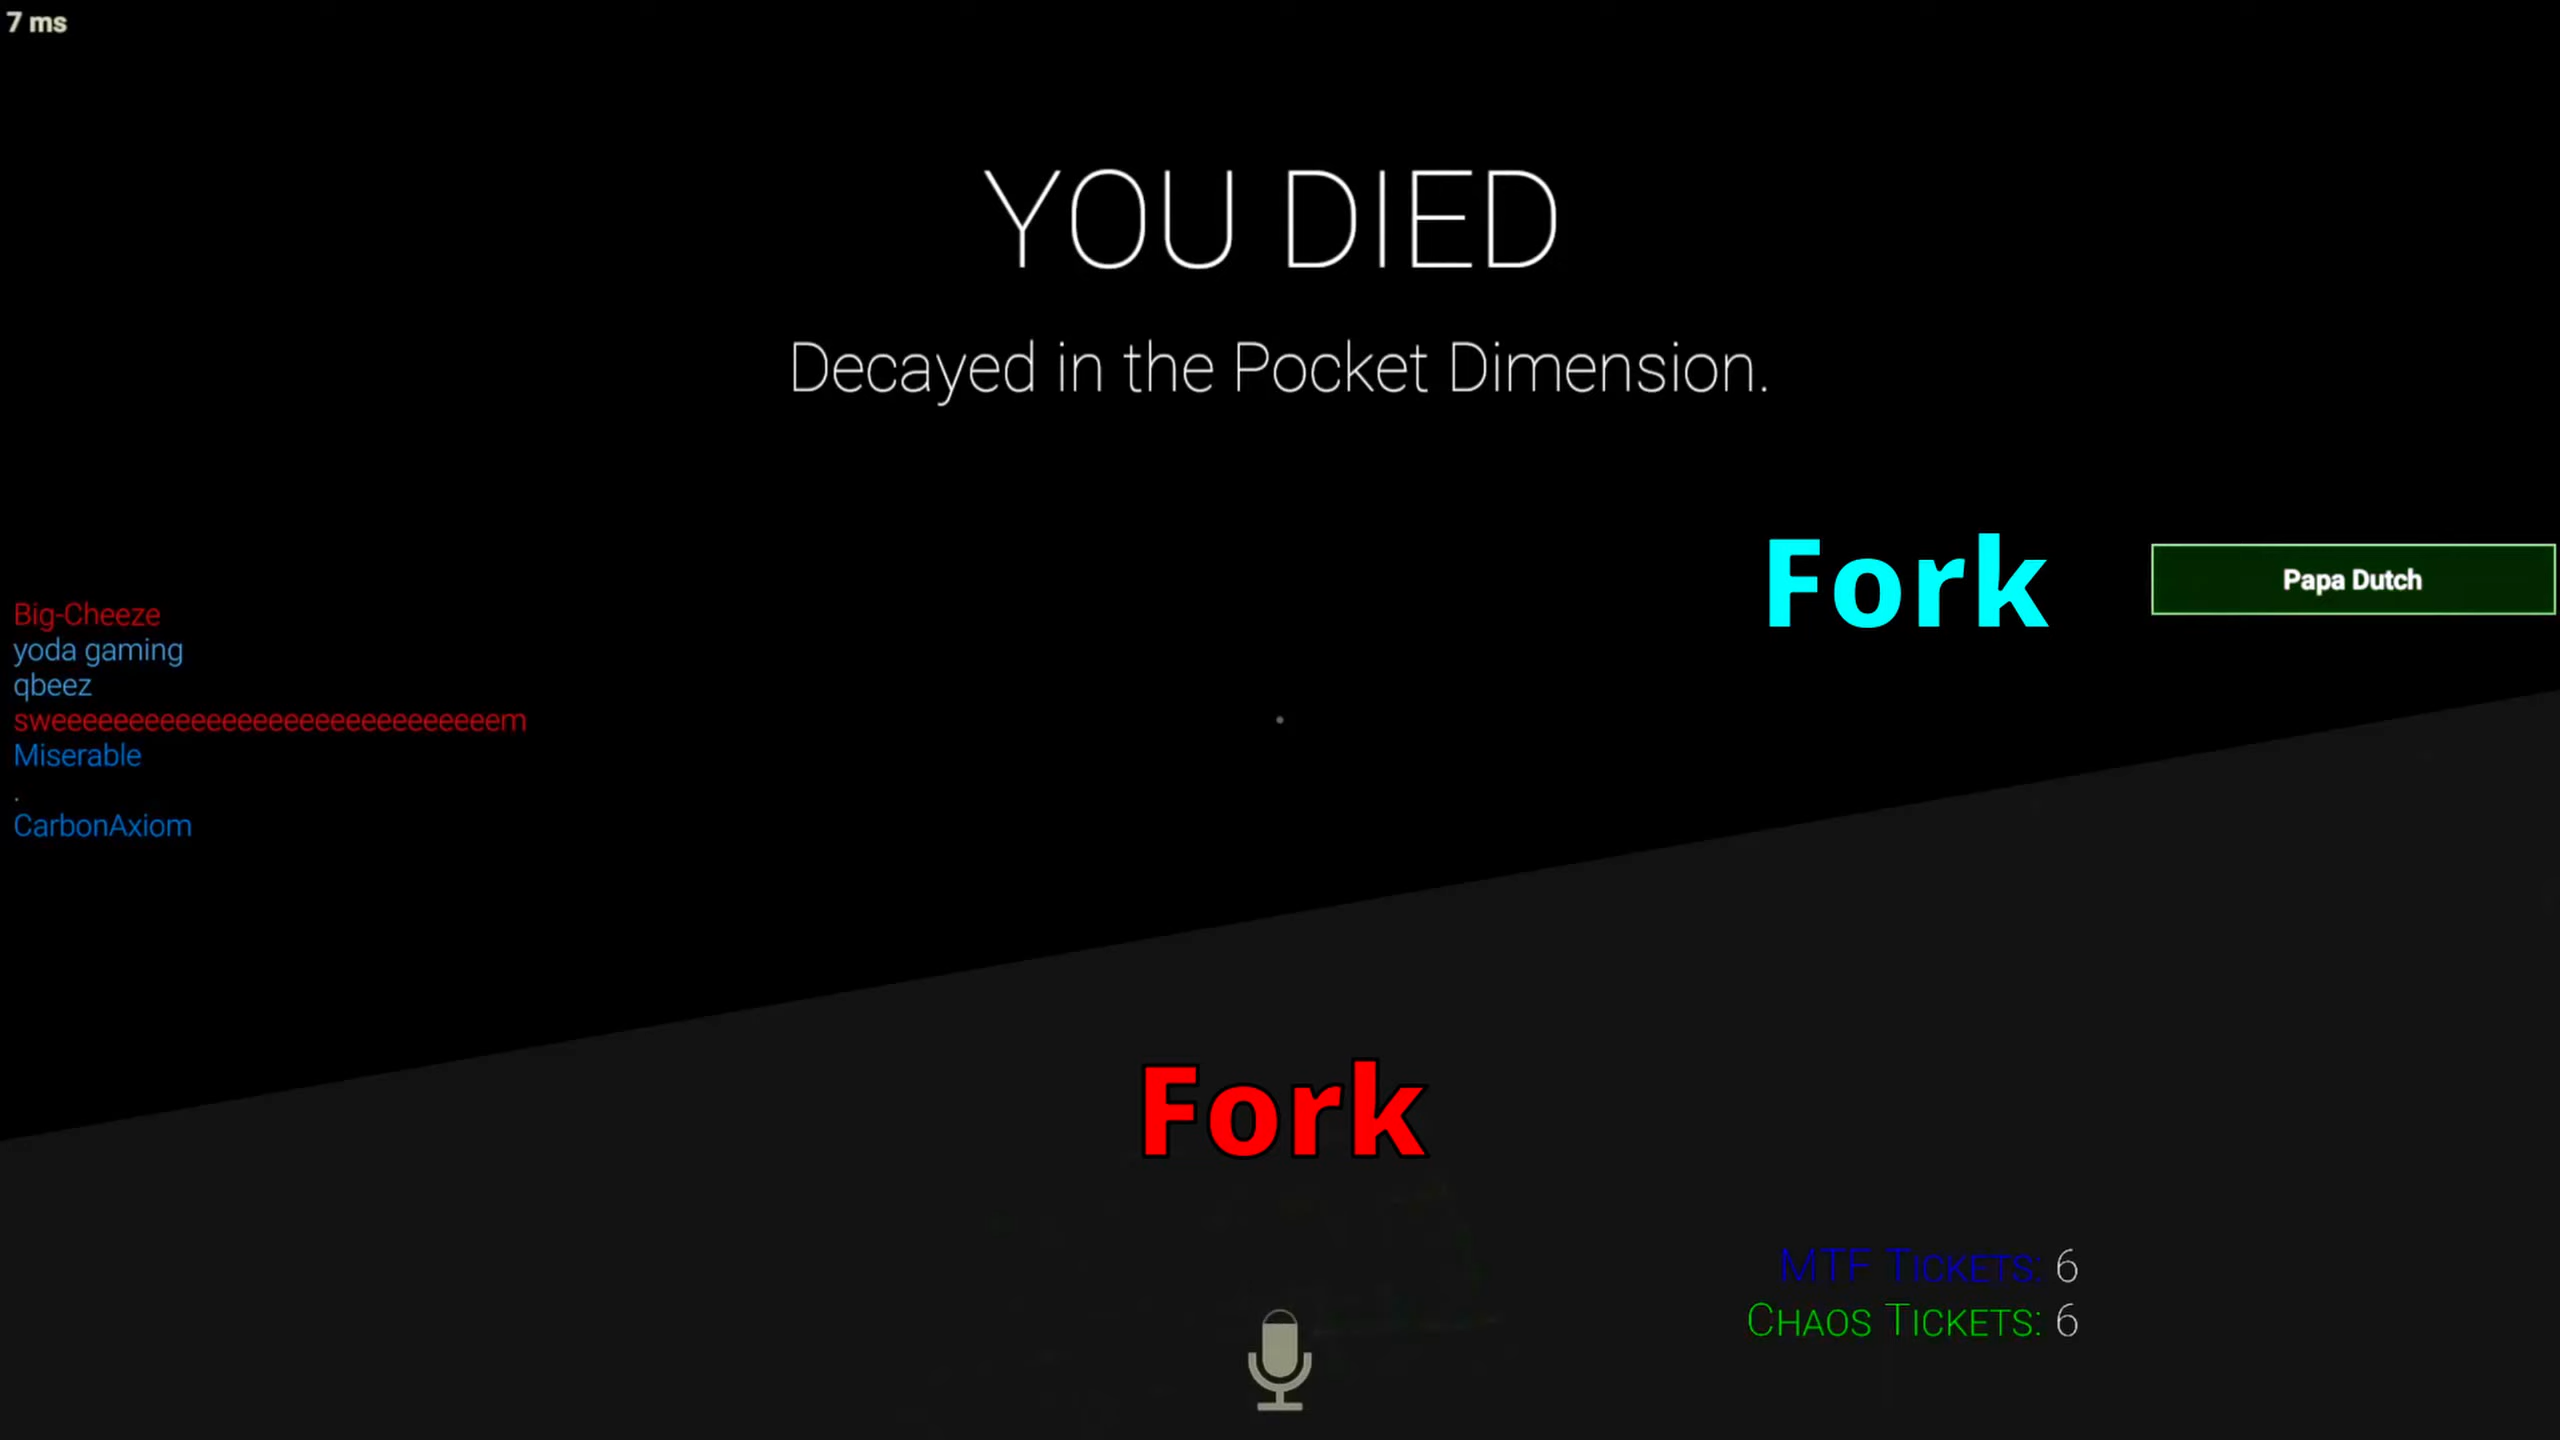 7 ms
YOU DIED
Decayed in the Pocket Dimension.
Fork
Papa Dutch
Big-Cheeze
yoda gaming
qbeez
sweeeeeeeeeeeeeeeeeeeeeeeeeeeeem
Miserable
.
CarbonAxiom
Fork
MTF TICKETS: 6
CHAOS TICKETS: 6